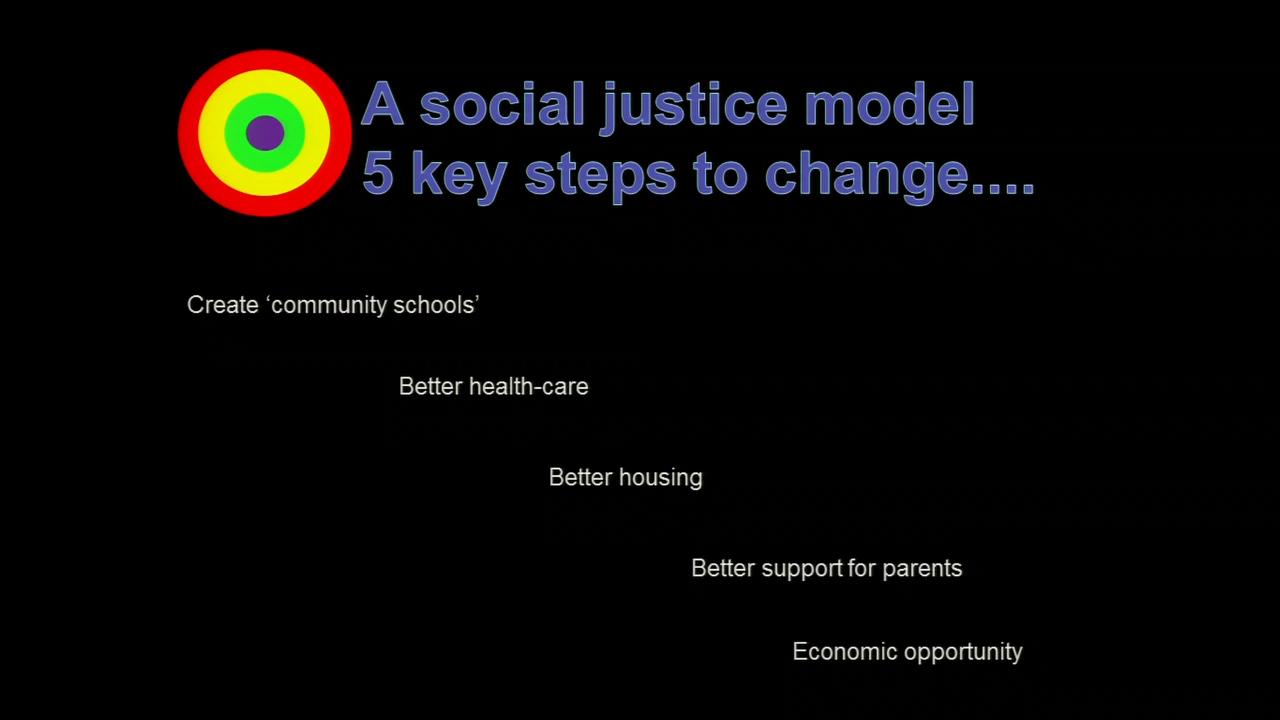 A social justice model
5 key steps to change....
Create ‘community schools’
Better health-care
Better housing
Better support for parents
Economic opportunity